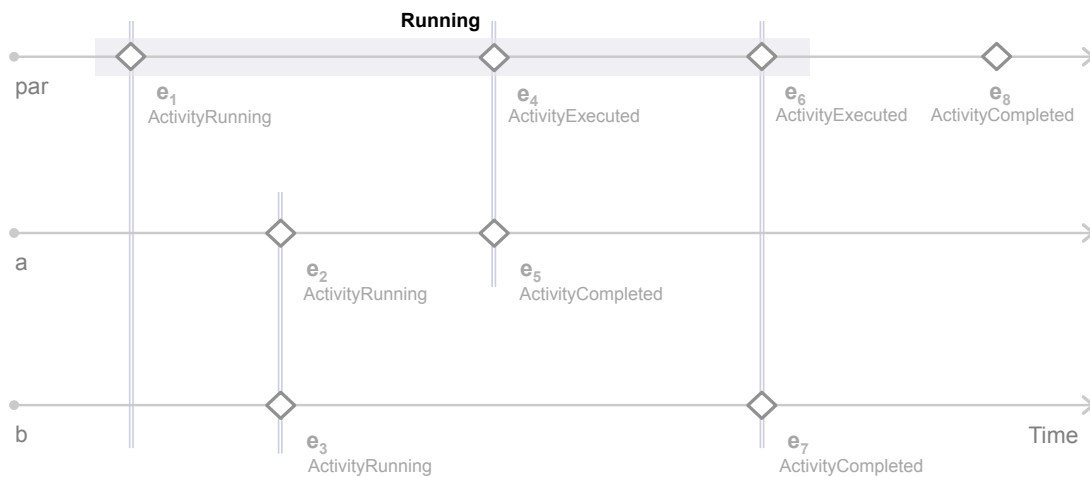 Running
par
e1
ActivityRunning
e4
ActivityExecuted
e6
ActivityExecuted
e8
ActivityCompleted
a
e2
ActivityRunning
e5
ActivityCompleted
b
Time
e3
ActivityRunning
e7
ActivityCompleted